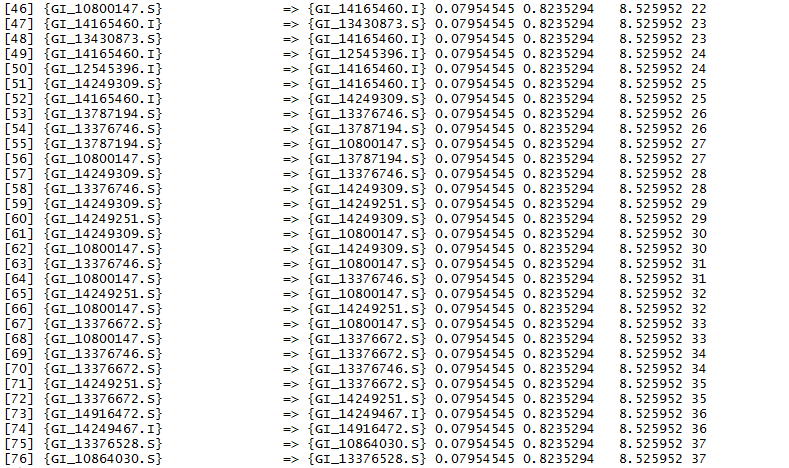 [46] {GI_10800147.S} => {GI_14165460.I} 0.07954545 0.8235294 8.525952 22
[47] {GI_14165460.I} => {GI_13430873.S} 0.07954545 0.8235294 8.525952 23
[48] {GI_13430873.S} => {GI_14165460.I} 0.07954545 0.8235294 8.525952 23
[49] {GI_14165460.I} => {GI_12545396.I} 0.07954545 0.8235294 8.525952 24
[50] {GI_12545396.I} => {GI_14165460.I} 0.07954545 0.8235294 8.525952 24
[51] {GI_14249309.S} => {GI_14165460.I} 0.07954545 0.8235294 8.525952 25
[52] {GI_14165460.I} => {GI_14249309.S} 0.07954545 0.8235294 8.525952 25
[53] {GI_13787194.S} => {GI_13376746.S} 0.07954545 0.8235294 8.525952 26
[54] {GI_13376746.S} => {GI_13787194.S} 0.07954545 0.8235294 8.525952 26
[55] {GI_13787194.S} => {GI_10800147.S} 0.07954545 0.8235294 8.525952 27
[56] {GI_10800147.S} => {GI_13787194.S} 0.07954545 0.8235294 8.525952 27
[57] {GI_14249309.S} => {GI_13376746.S} 0.07954545 0.8235294 8.525952 28
[58] {GI_13376746.S} => {GI_14249309.S} 0.07954545 0.8235294 8.525952 28
[59] {GI_14249309.S} => {GI_14249251.S} 0.07954545 0.8235294 8.525952 29
[60] {GI_14249251.S} => {GI_14249309.S} 0.07954545 0.8235294 8.525952 29
[61] {GI_14249309.S} => {GI_10800147.S} 0.07954545 0.8235294 8.525952 30
[62] {GI_10800147.S} => {GI_14249309.S} 0.07954545 0.8235294 8.525952 30
[63] {GI_13376746.S} => {GI_10800147.S} 0.07954545 0.8235294 8.525952 31
[64] {GI_10800147.S} => {GI_13376746.S} 0.07954545 0.8235294 8.525952 31
[65] {GI_14249251.S} => {GI_10800147.S} 0.07954545 0.8235294 8.525952 32
[66] {GI_10800147.S} => {GI_14249251.S} 0.07954545 0.8235294 8.525952 32
[67] {GI_13376672.S} => {GI_10800147.S} 0.07954545 0.8235294 8.525952 33
[68] {GI_10800147.S} => {GI_13376672.S} 0.07954545 0.8235294 8.525952 33
[69] {GI_13376746.S} => {GI_13376672.S} 0.07954545 0.8235294 8.525952 34
[70] {GI_13376672.S} => {GI_13376746.S} 0.07954545 0.8235294 8.525952 34
[71] {GI_14249251.S} => {GI_13376672.S} 0.07954545 0.8235294 8.525952 35
[72] {GI_13376672.S} => {GI_14249251.S} 0.07954545 0.8235294 8.525952 35
[73] {GI_14916472.S} => {GI_14249467.I} 0.07954545 0.8235294 8.525952 36
[74] {GI_14249467.I} => {GI_14916472.S} 0.07954545 0.8235294 8.525952 36
[75] {GI_13376528.S} => {GI_10864030.S} 0.07954545 0.8235294 8.525952 37
[76] {GI_10864030.S} => {GI_13376528.S} 0.07954545 0.8235294 8.525952 37